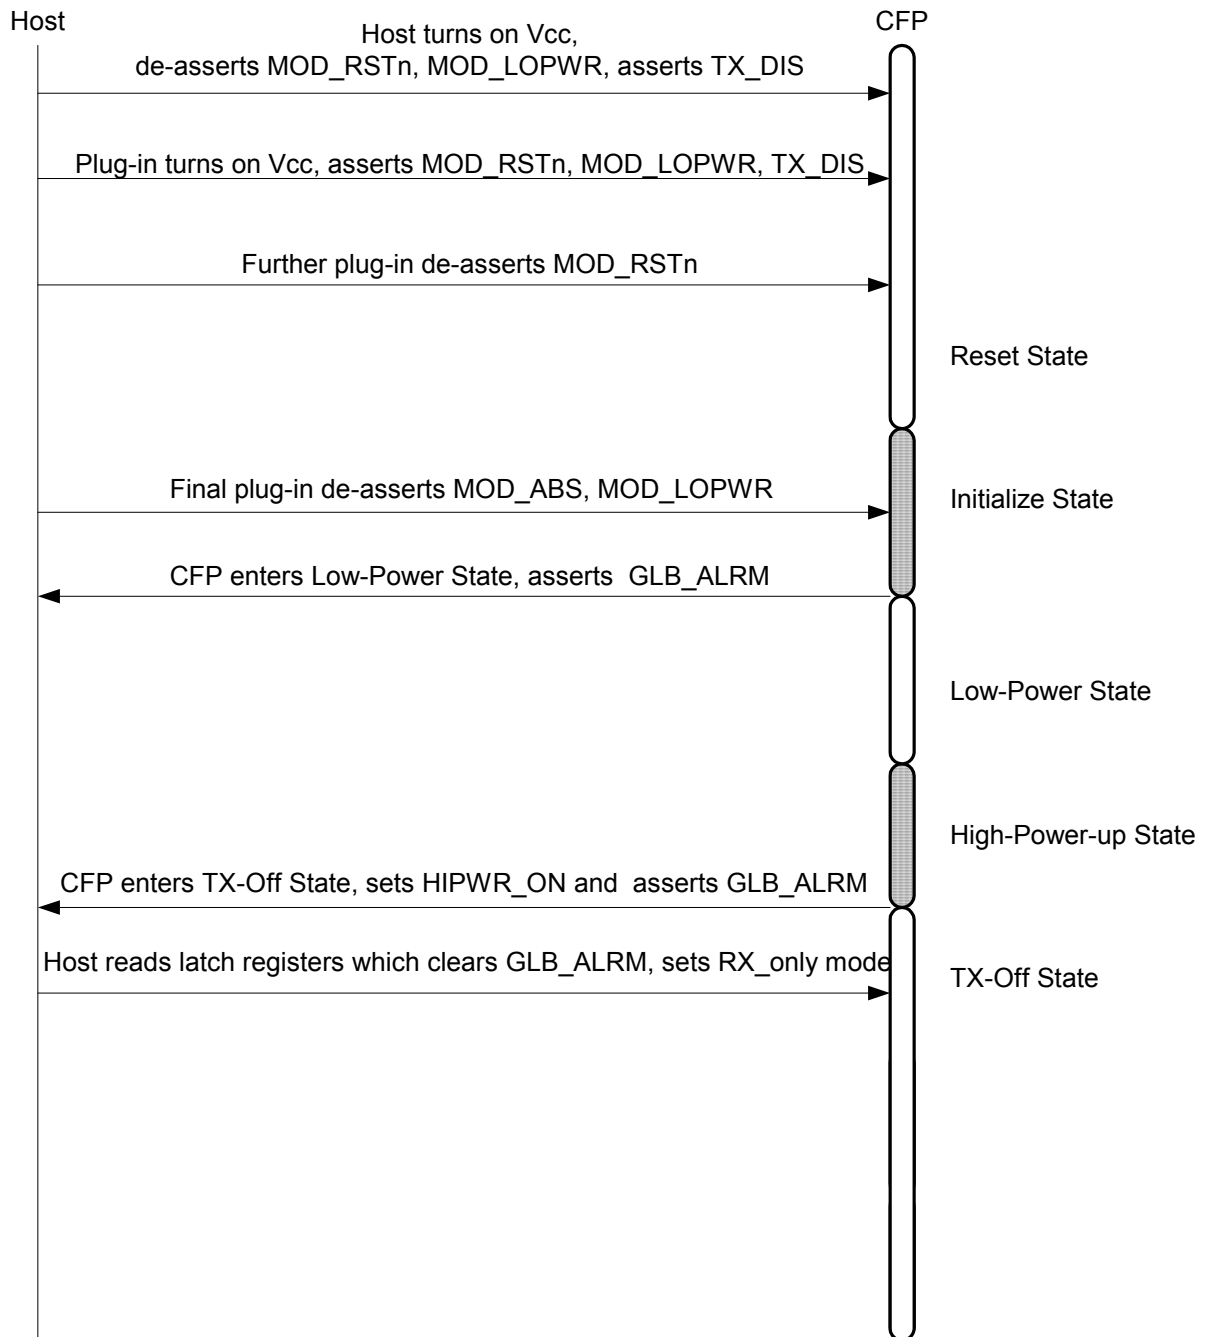 Host
CFP
Host turns on Vcc,
de-asserts MOD_RSTn, MOD_LOPWR, asserts TX_DIS
Plug-in turns on Vcc, asserts MOD_RSTn, MOD_LOPWR, TX_DIS
Further plug-in de-asserts MOD_RSTn
Reset State
Final plug-in de-asserts MOD_ABS, MOD_LOPWR
Initialize State
CFP enters Low-Power State, asserts  GLB_ALRM
Low-Power State
High-Power-up State
CFP enters TX-Off State, sets HIPWR_ON and  asserts GLB_ALRM
Host reads latch registers which clears GLB_ALRM, sets RX_only mode
TX-Off State